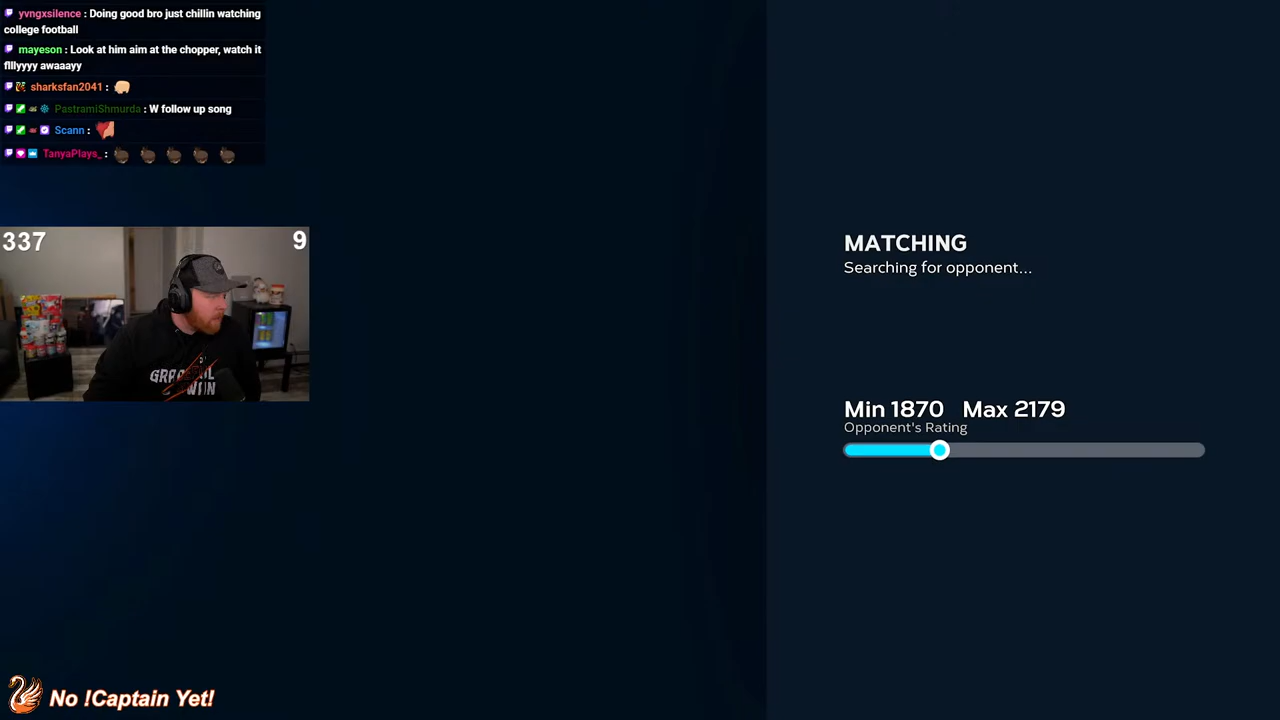 yvngxsilence : Doing good bro just chillin watching
college football
mayeson : Look at him aim at the chopper, watch it
flllyyyy awaaayy
sharksfan2041 :
PastramiShmurda : W follow up song
Scann :
TanyaPlays_ :
337
9
MATCHING
Searching for opponent...
Min 1870 Max 2179
Opponent's Rating
No !Captain Yet!